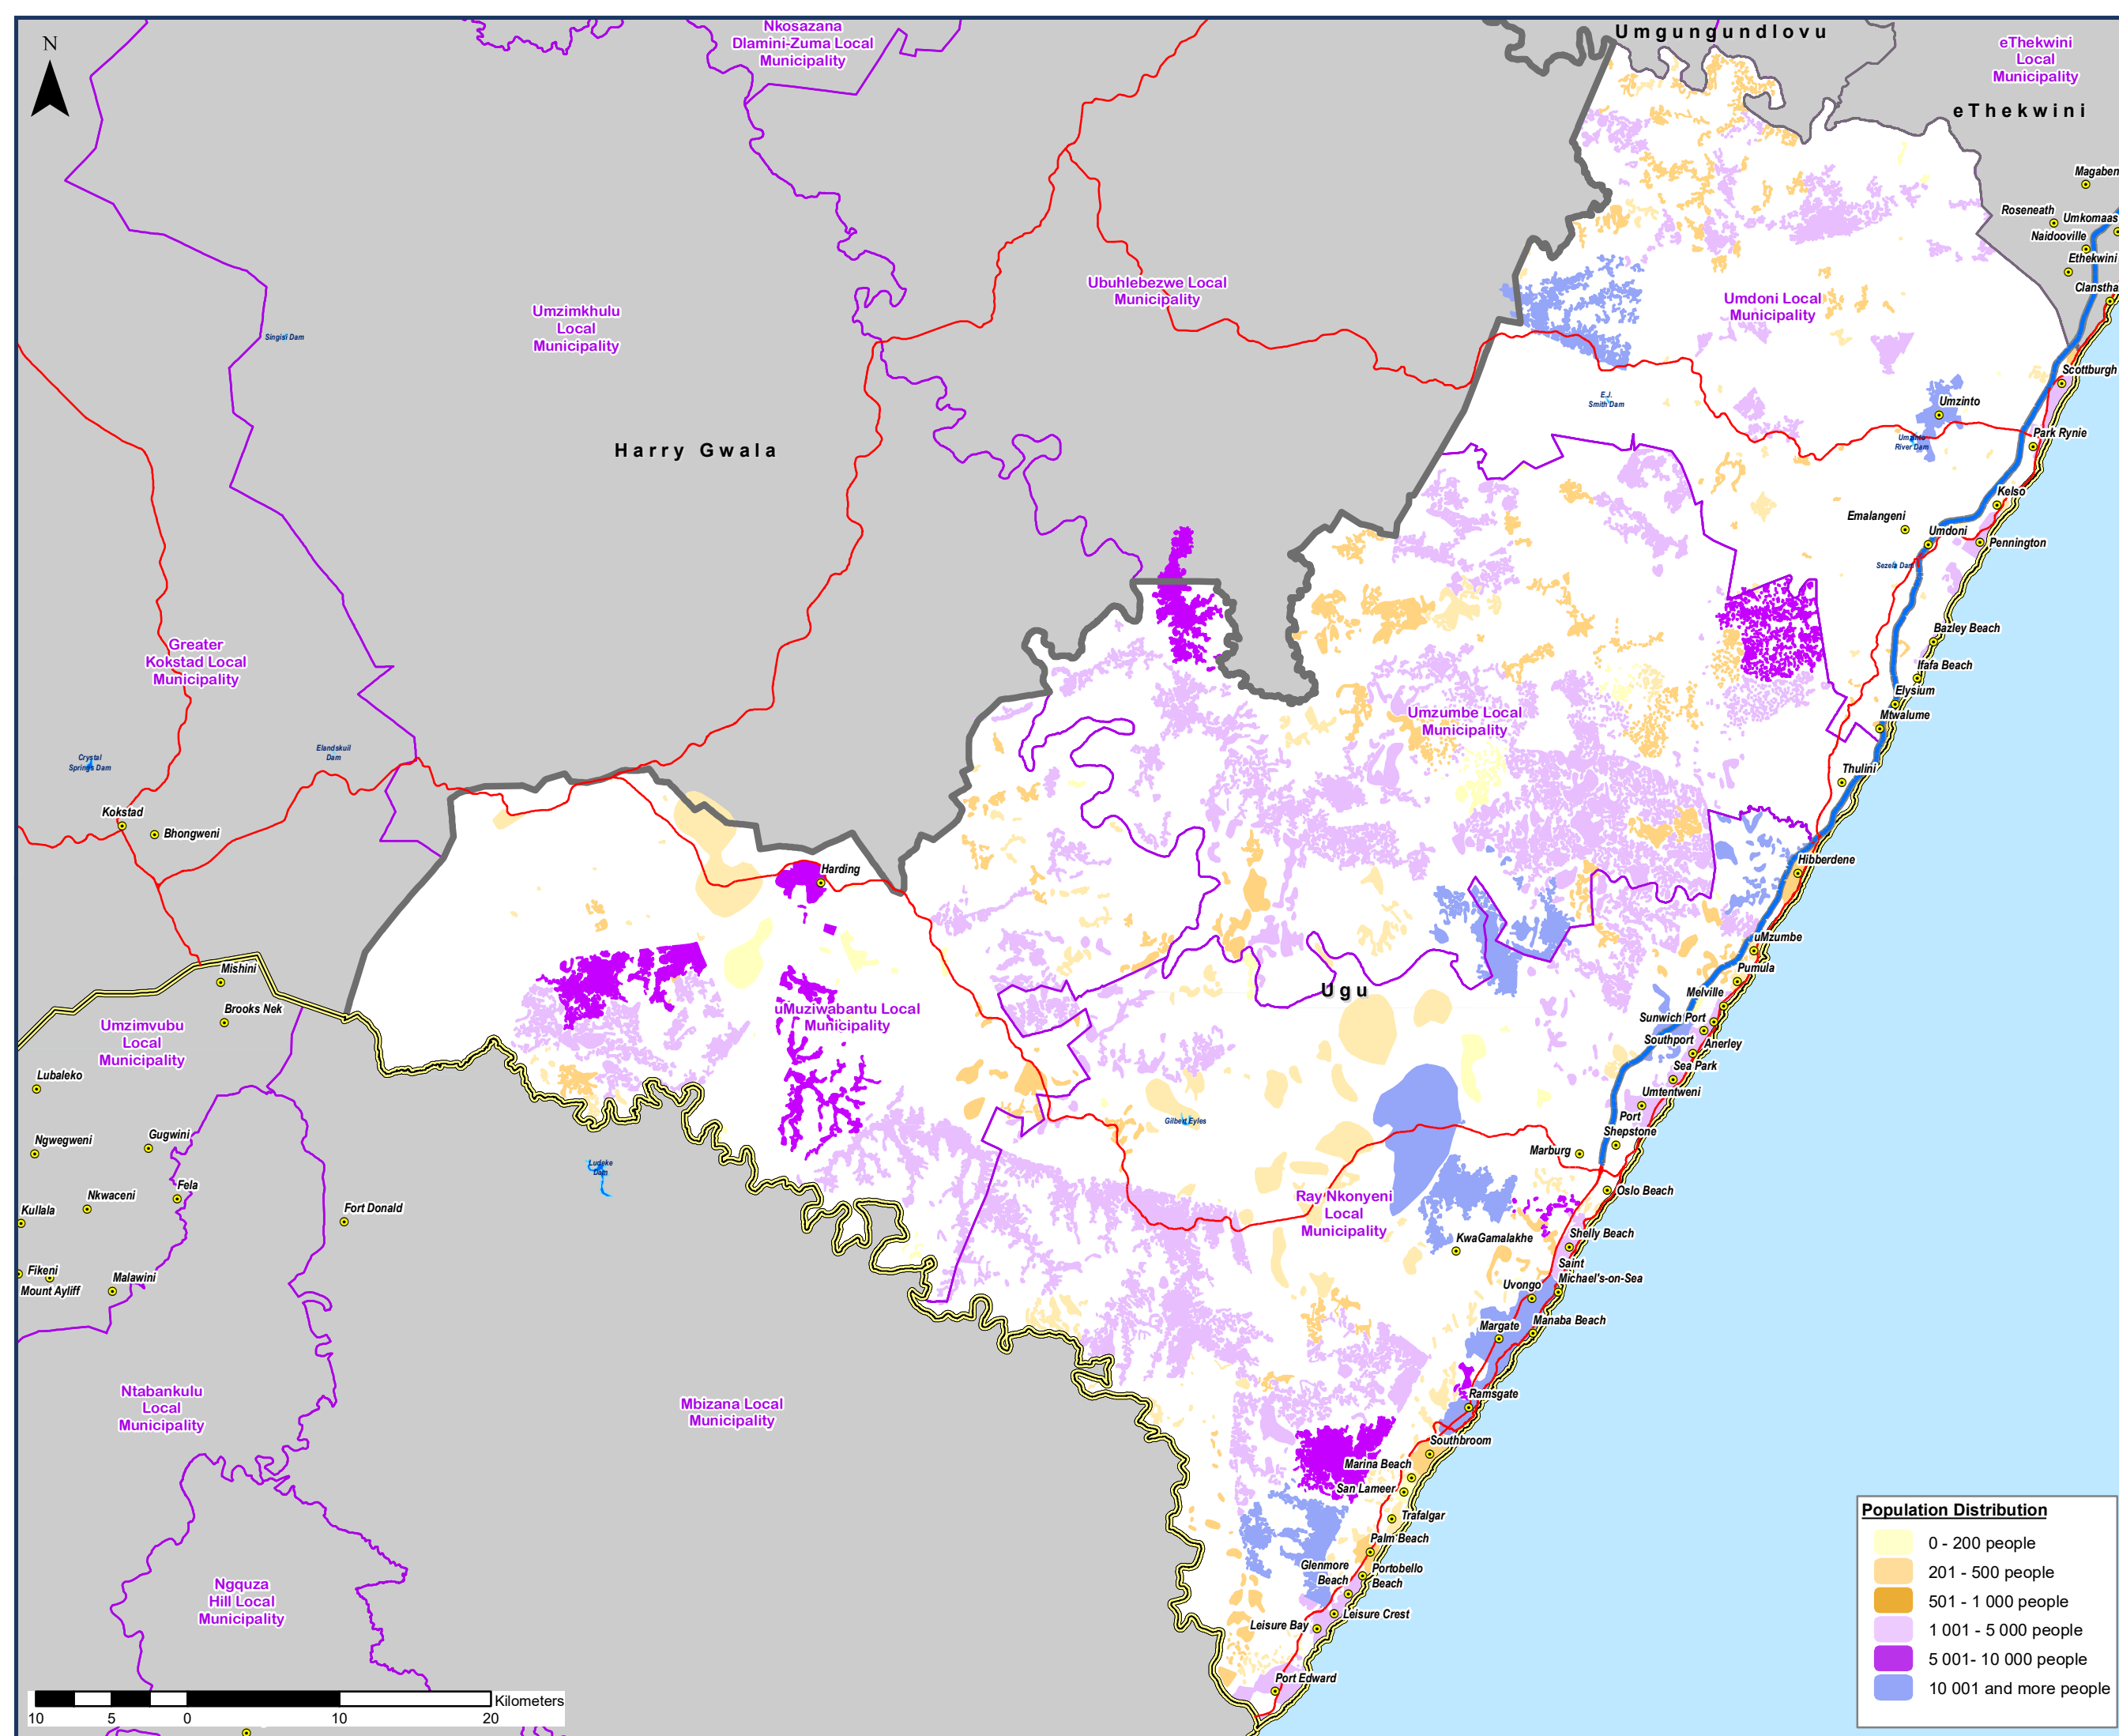 N
Nkosazana
Dlamini-Zuma Local
Municipality
Umgungundlovu
eThekwini
Local
Municipality
eThekwini
Magaben
Roseneath
Umkomaas
Naidooville
Ethekwini
Clanstha
Ubuhlebezwe Local
Municipality
Umzimkhulu
Local
Municipality
Umdoni Local
Municipality
Singisi Dam
Scottburgh
E.J.
Smith Dam
Umzinto
Park Rynie
Umzinto
River Dam
Harry Gwala
Kelso
Emalangeni
Umdoni
Pennington
Sezela Dam
Bazley Beach
Ifafa Beach
Elysium
Mtwalume
Greater
Kokstad Local
Municipality
Umzumbe Local
Municipality
Crystal
Springs Dam
Elandskuil
Dam
Thulini
Kokstad
Bhongweni
Harding
Hibberdene
uMzumbe
Pumula
Mishini
Melville
Ugu
Brooks Nek
uMuziwabantu Local
Municipality
Sunwich Port
Umzimvubu
Local
Municipality
Southport
Anerley
Sea Park
Lubaleko
Umtentweni
Gilbert Eyles
Port
Shepstone
Ngwegweni
Gugwini
Marburg
Ludeke
Dam
Fela
Nkwaceni
Oslo Beach
Kullala
Fort Donald
Ray Nkonyeni
Local
Municipality
KwaGamalakhe
Shelly Beach
Saint
Michael's-on-Sea
Fikeni
Mount Ayliff
Malawini
Uvongo
Margate
Manaba Beach
Ntabankulu
Local
Municipality
Mbizana Local
Municipality
Ramsgate
Southbroom
Marina Beach
San Lameer
Trafalgar
Palm Beach
Glenmore
Beach
Portobello
Beach
Leisure Crest
Leisure Bay
Ngquza
Hill Local
Municipality
Port Edward
Population Distribution
0 - 200 people
201 - 500 people
501 - 1 000 people
1 001 - 5 000 people
5 001- 10 000 people
10 001 and more people
Kilometers
10 5 0 10 20